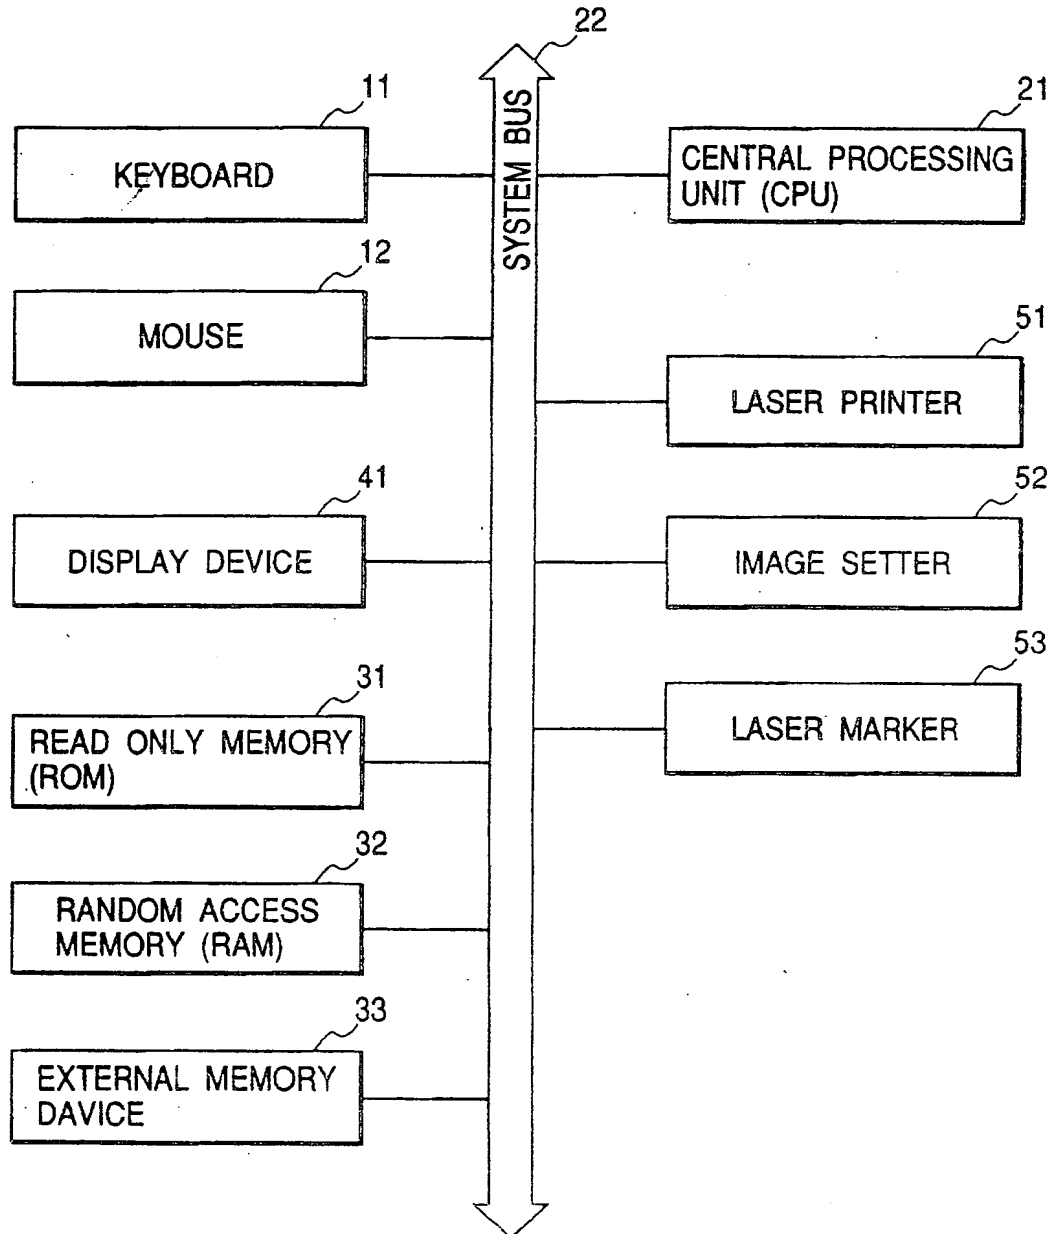 22
11
KEYBOARD
SYSTEM BUS
21
CENTRAL PROCESSING
UNIT (CPU)
12
MOUSE
51
LASER PRINTER
41
DISPLAY DEVICE
52
IMAGE SETTER
31
READ ONLY MEMORY
(ROM)
53
LASER MARKER
32
RANDOM ACCESS
MEMORY (RAM)
33
EXTERNAL MEMORY
DAVICE